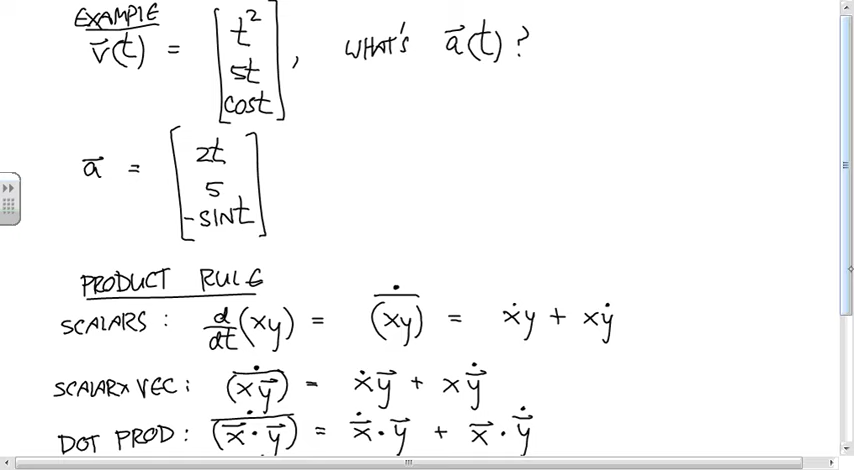 EXAMPLE
v⃗(t) = [t² 5t cost], WHAT'S a⃗(t)?
a⃗ = [2t 5 -SINt]
PRODUCT RULE
SCALARS: d/dt(xy) = (xy)˙ = ẋy + xẏ
SCALAR x VEC: (xy⃗)˙ = ẋy⃗ + xy⃗˙
DOT PROD: (x⃗·y⃗)˙ = x⃗˙·y⃗ + x⃗·y⃗˙